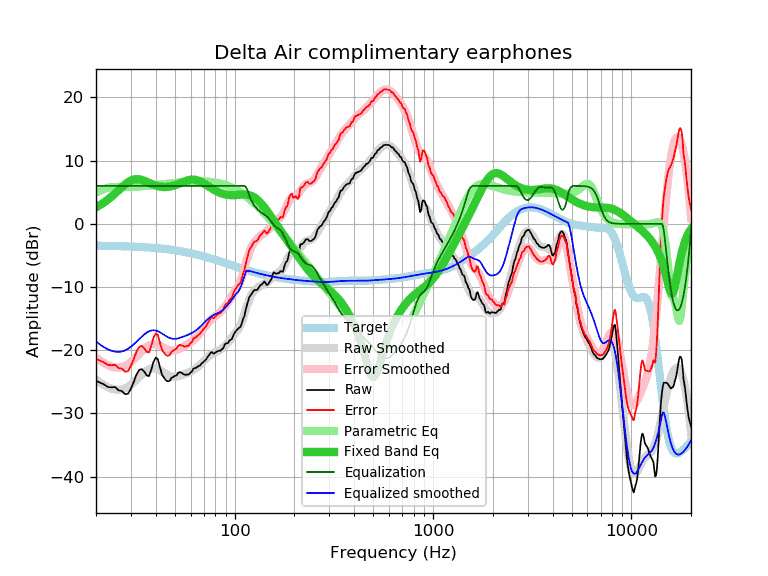 Delta Air complimentary earphones
20
10
0
−10
−20
−30
−40
Amplitude (dBr)
Target
Raw Smoothed
Error Smoothed
Raw
Error
Parametric Eq
Fixed Band Eq
Equalization
Equalized smoothed
100
1000
10000
Frequency (Hz)